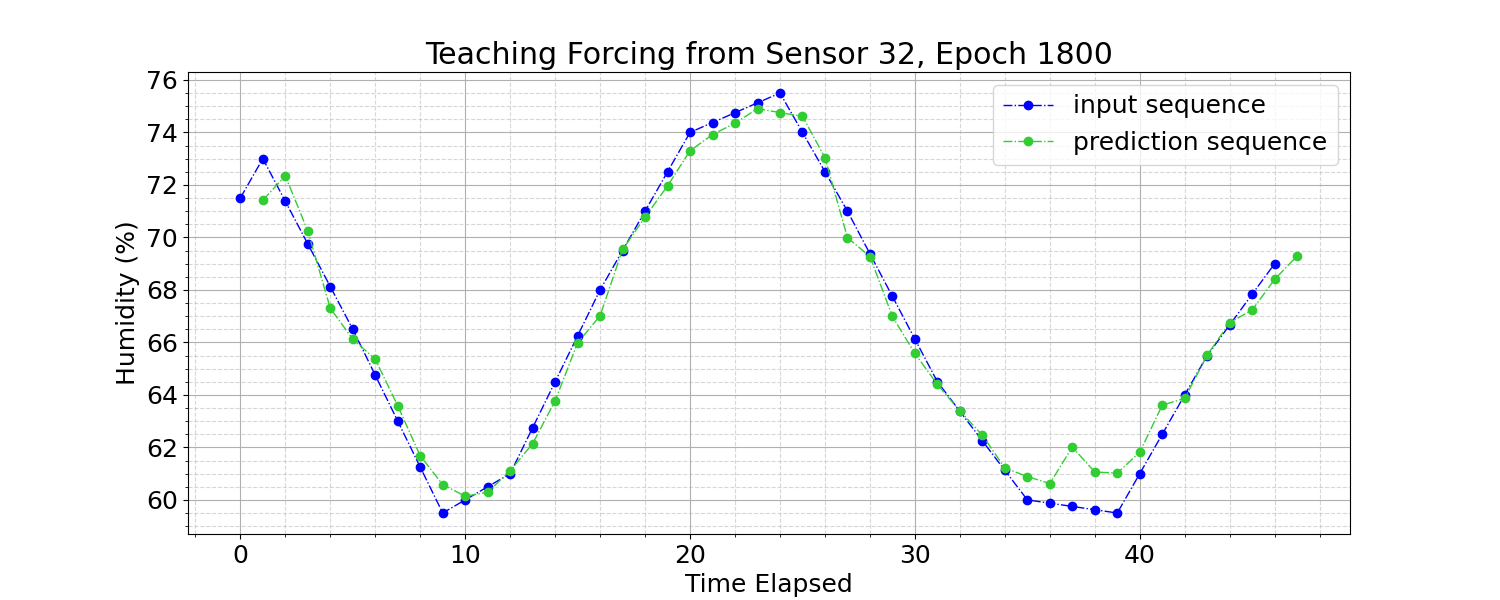 Teaching Forcing from Sensor 32, Epoch 1800
input sequence
prediction sequence
Humidity (%)
76
74
72
70
68
66
64
62
60
0 10 20 30 40
Time Elapsed